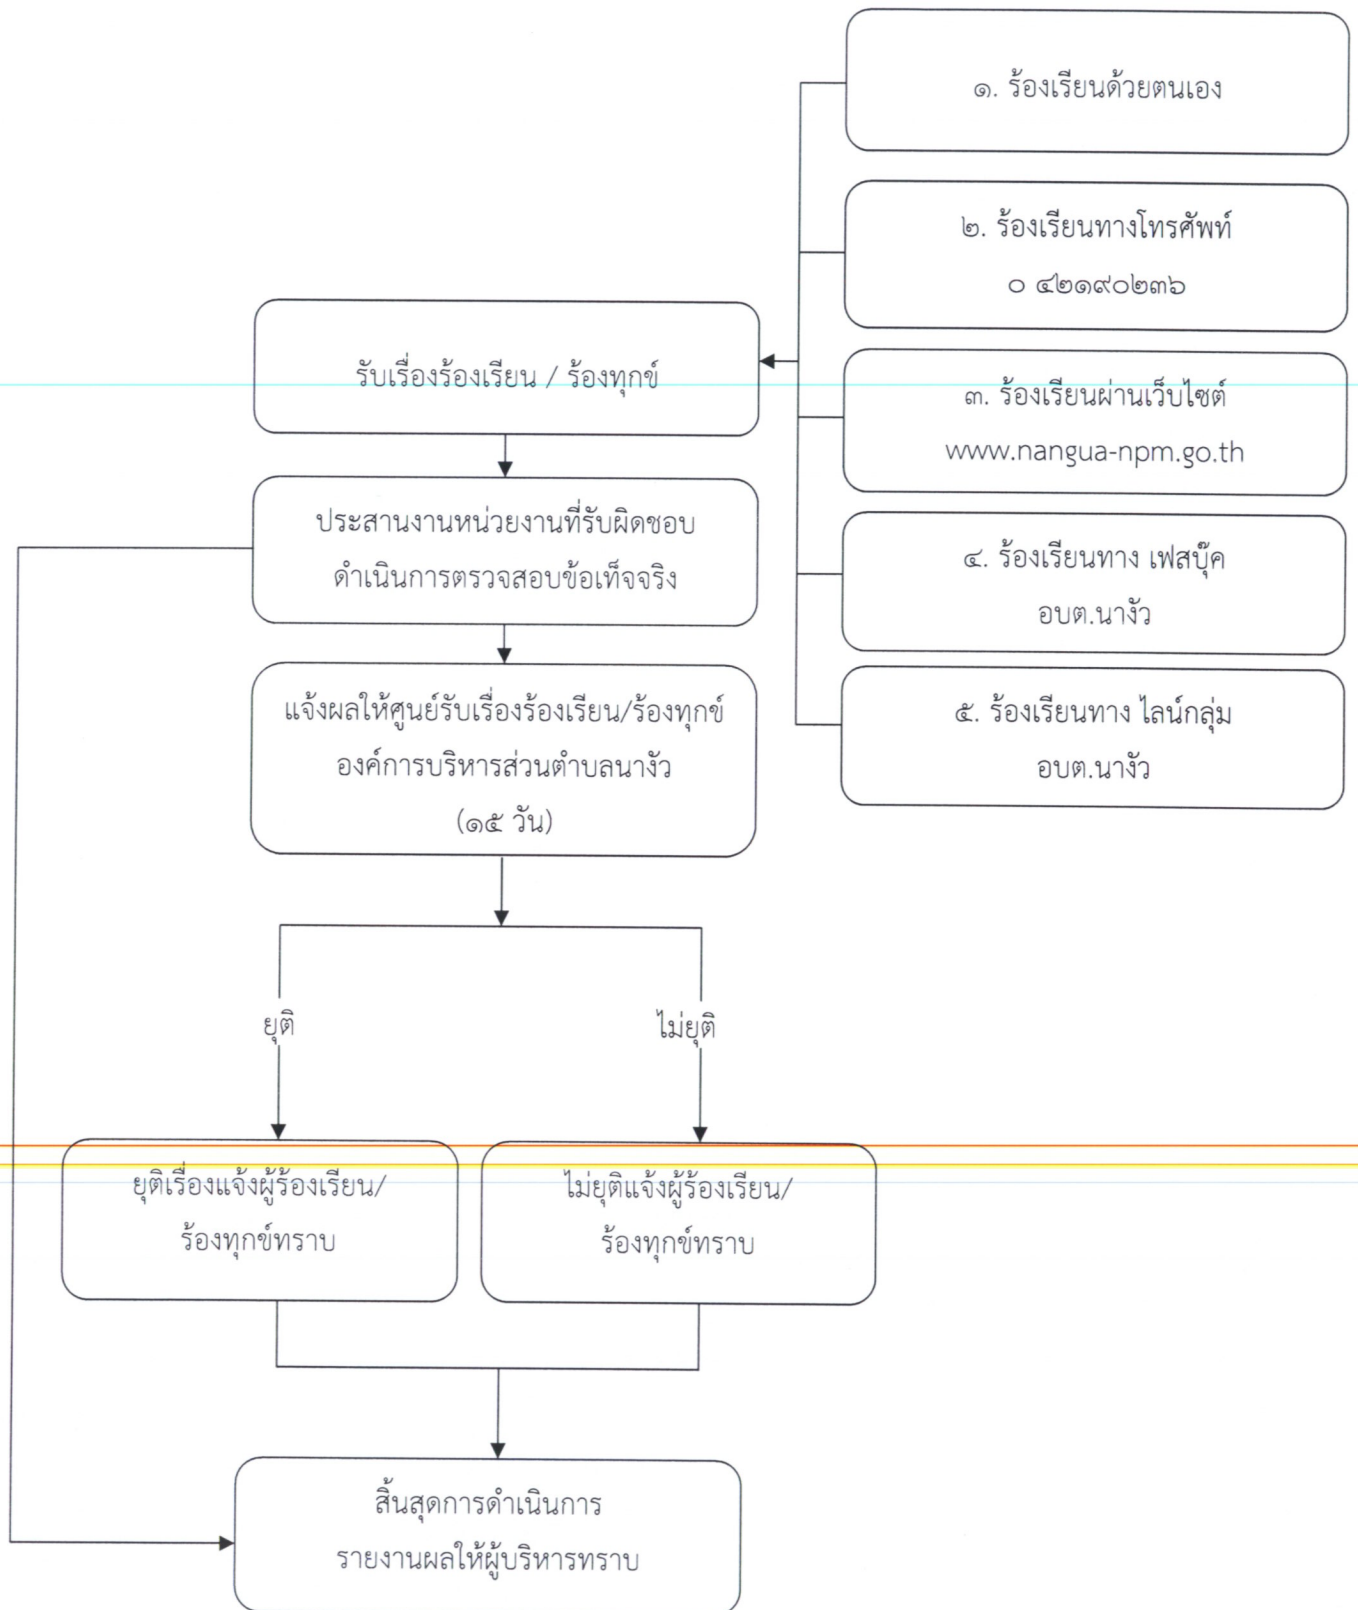 ๑. ร้องเรียนด้วยตนเอง
๒. ร้องเรียนทางโทรศัพท์
๐ ๔๒๑๙๐๒๓๖
๓. ร้องเรียนผ่านเว็บไซต์
www.nangua-npm.go.th
๔. ร้องเรียนทาง เฟสบุ๊ค
อบต.นางัว
๕. ร้องเรียนทาง ไลน์กลุ่ม
อบต.นางัว
รับเรื่องร้องเรียน / ร้องทุกข์
ประสานงานหน่วยงานที่รับผิดชอบ
ดำเนินการตรวจสอบข้อเท็จจริง
แจ้งผลให้ศูนย์รับเรื่องร้องเรียน/ร้องทุกข์
องค์การบริหารส่วนตำบลนางัว
(๑๕ วัน)
ยุติ
ไม่ยุติ
ยุติเรื่องแจ้งผู้ร้องเรียน/
ร้องทุกข์ทราบ
ไม่ยุติแจ้งผู้ร้องเรียน/
ร้องทุกข์ทราบ
สิ้นสุดการดำเนินการ
รายงานผลให้ผู้บริหารทราบ